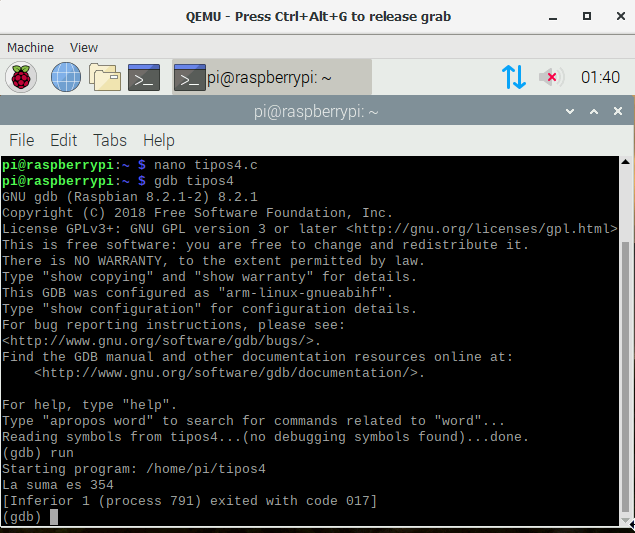 QEMU - Press Ctrl+Alt+G to release grab
Machine View
pi@raspberrypi: ~ 01:40
pi@raspberrypi: ~
File Edit Tabs Help
pi@raspberrypi:~ $ nano tipos4.c
pi@raspberrypi:~ $ gdb tipos4
GNU gdb (Raspbian 8.2.1-2) 8.2.1
Copyright (C) 2018 Free Software Foundation, Inc.
License GPLv3+: GNU GPL version 3 or later <http://gnu.org/licenses/gpl.html>
This is free software: you are free to change and redistribute it.
There is NO WARRANTY, to the extent permitted by law.
Type "show copying" and "show warranty" for details.
This GDB was configured as "arm-linux-gnueabihf".
Type "show configuration" for configuration details.
For bug reporting instructions, please see:
<http://www.gnu.org/software/gdb/bugs/>.
Find the GDB manual and other documentation resources online at:
    <http://www.gnu.org/software/gdb/documentation/>.

For help, type "help".
Type "apropos word" to search for commands related to "word"...
Reading symbols from tipos4...(no debugging symbols found)...done.
(gdb) run
Starting program: /home/pi/tipos4
La suma es 354
[Inferior 1 (process 791) exited with code 017]
(gdb)